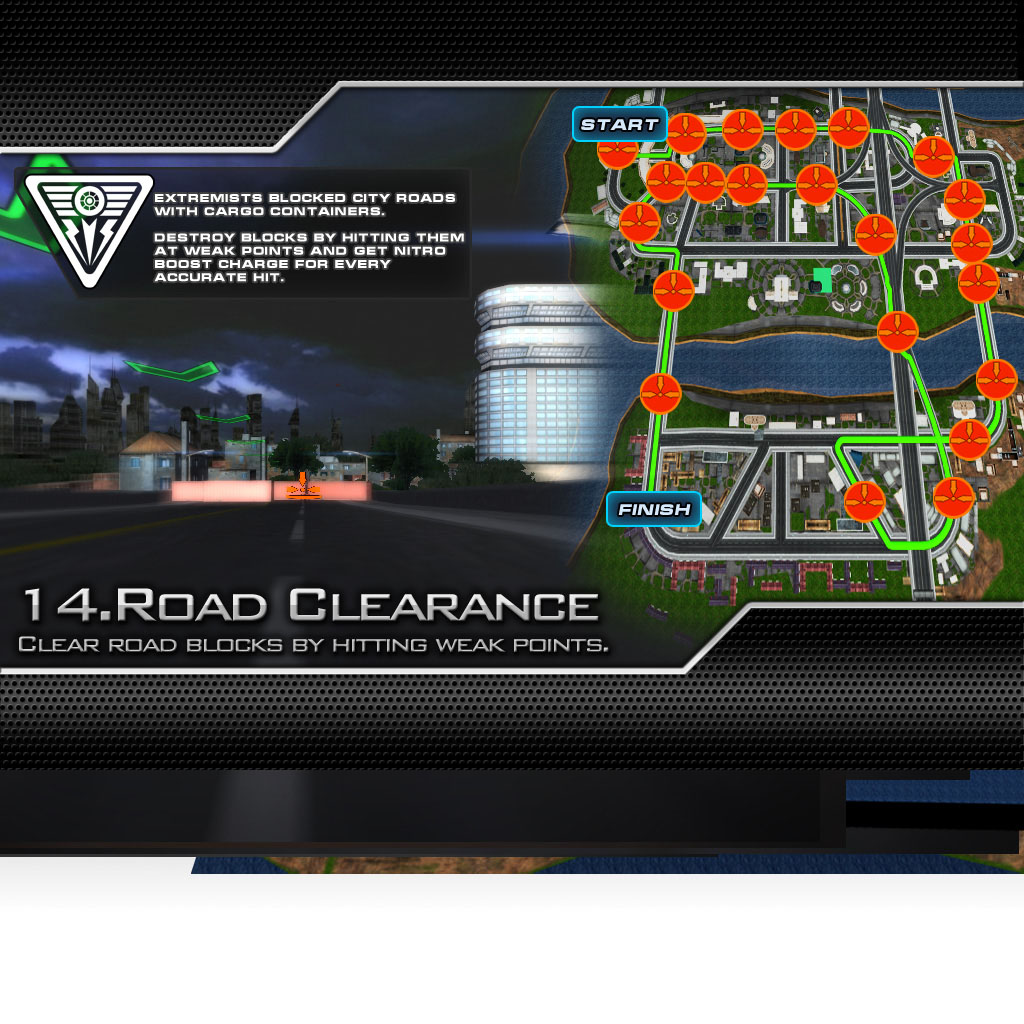 START
EXTREMISTS BLOCKED CITY ROADS
WITH CARGO CONTAINERS.
DESTROY BLOCKS BY HITTING THEM
AT WEAK POINTS AND GET NITRO
BOOST CHARGE FOR EVERY
ACCURATE HIT.
FINISH
14.ROAD CLEARANCE
CLEAR ROAD BLOCKS BY HITTING WEAK POINTS.